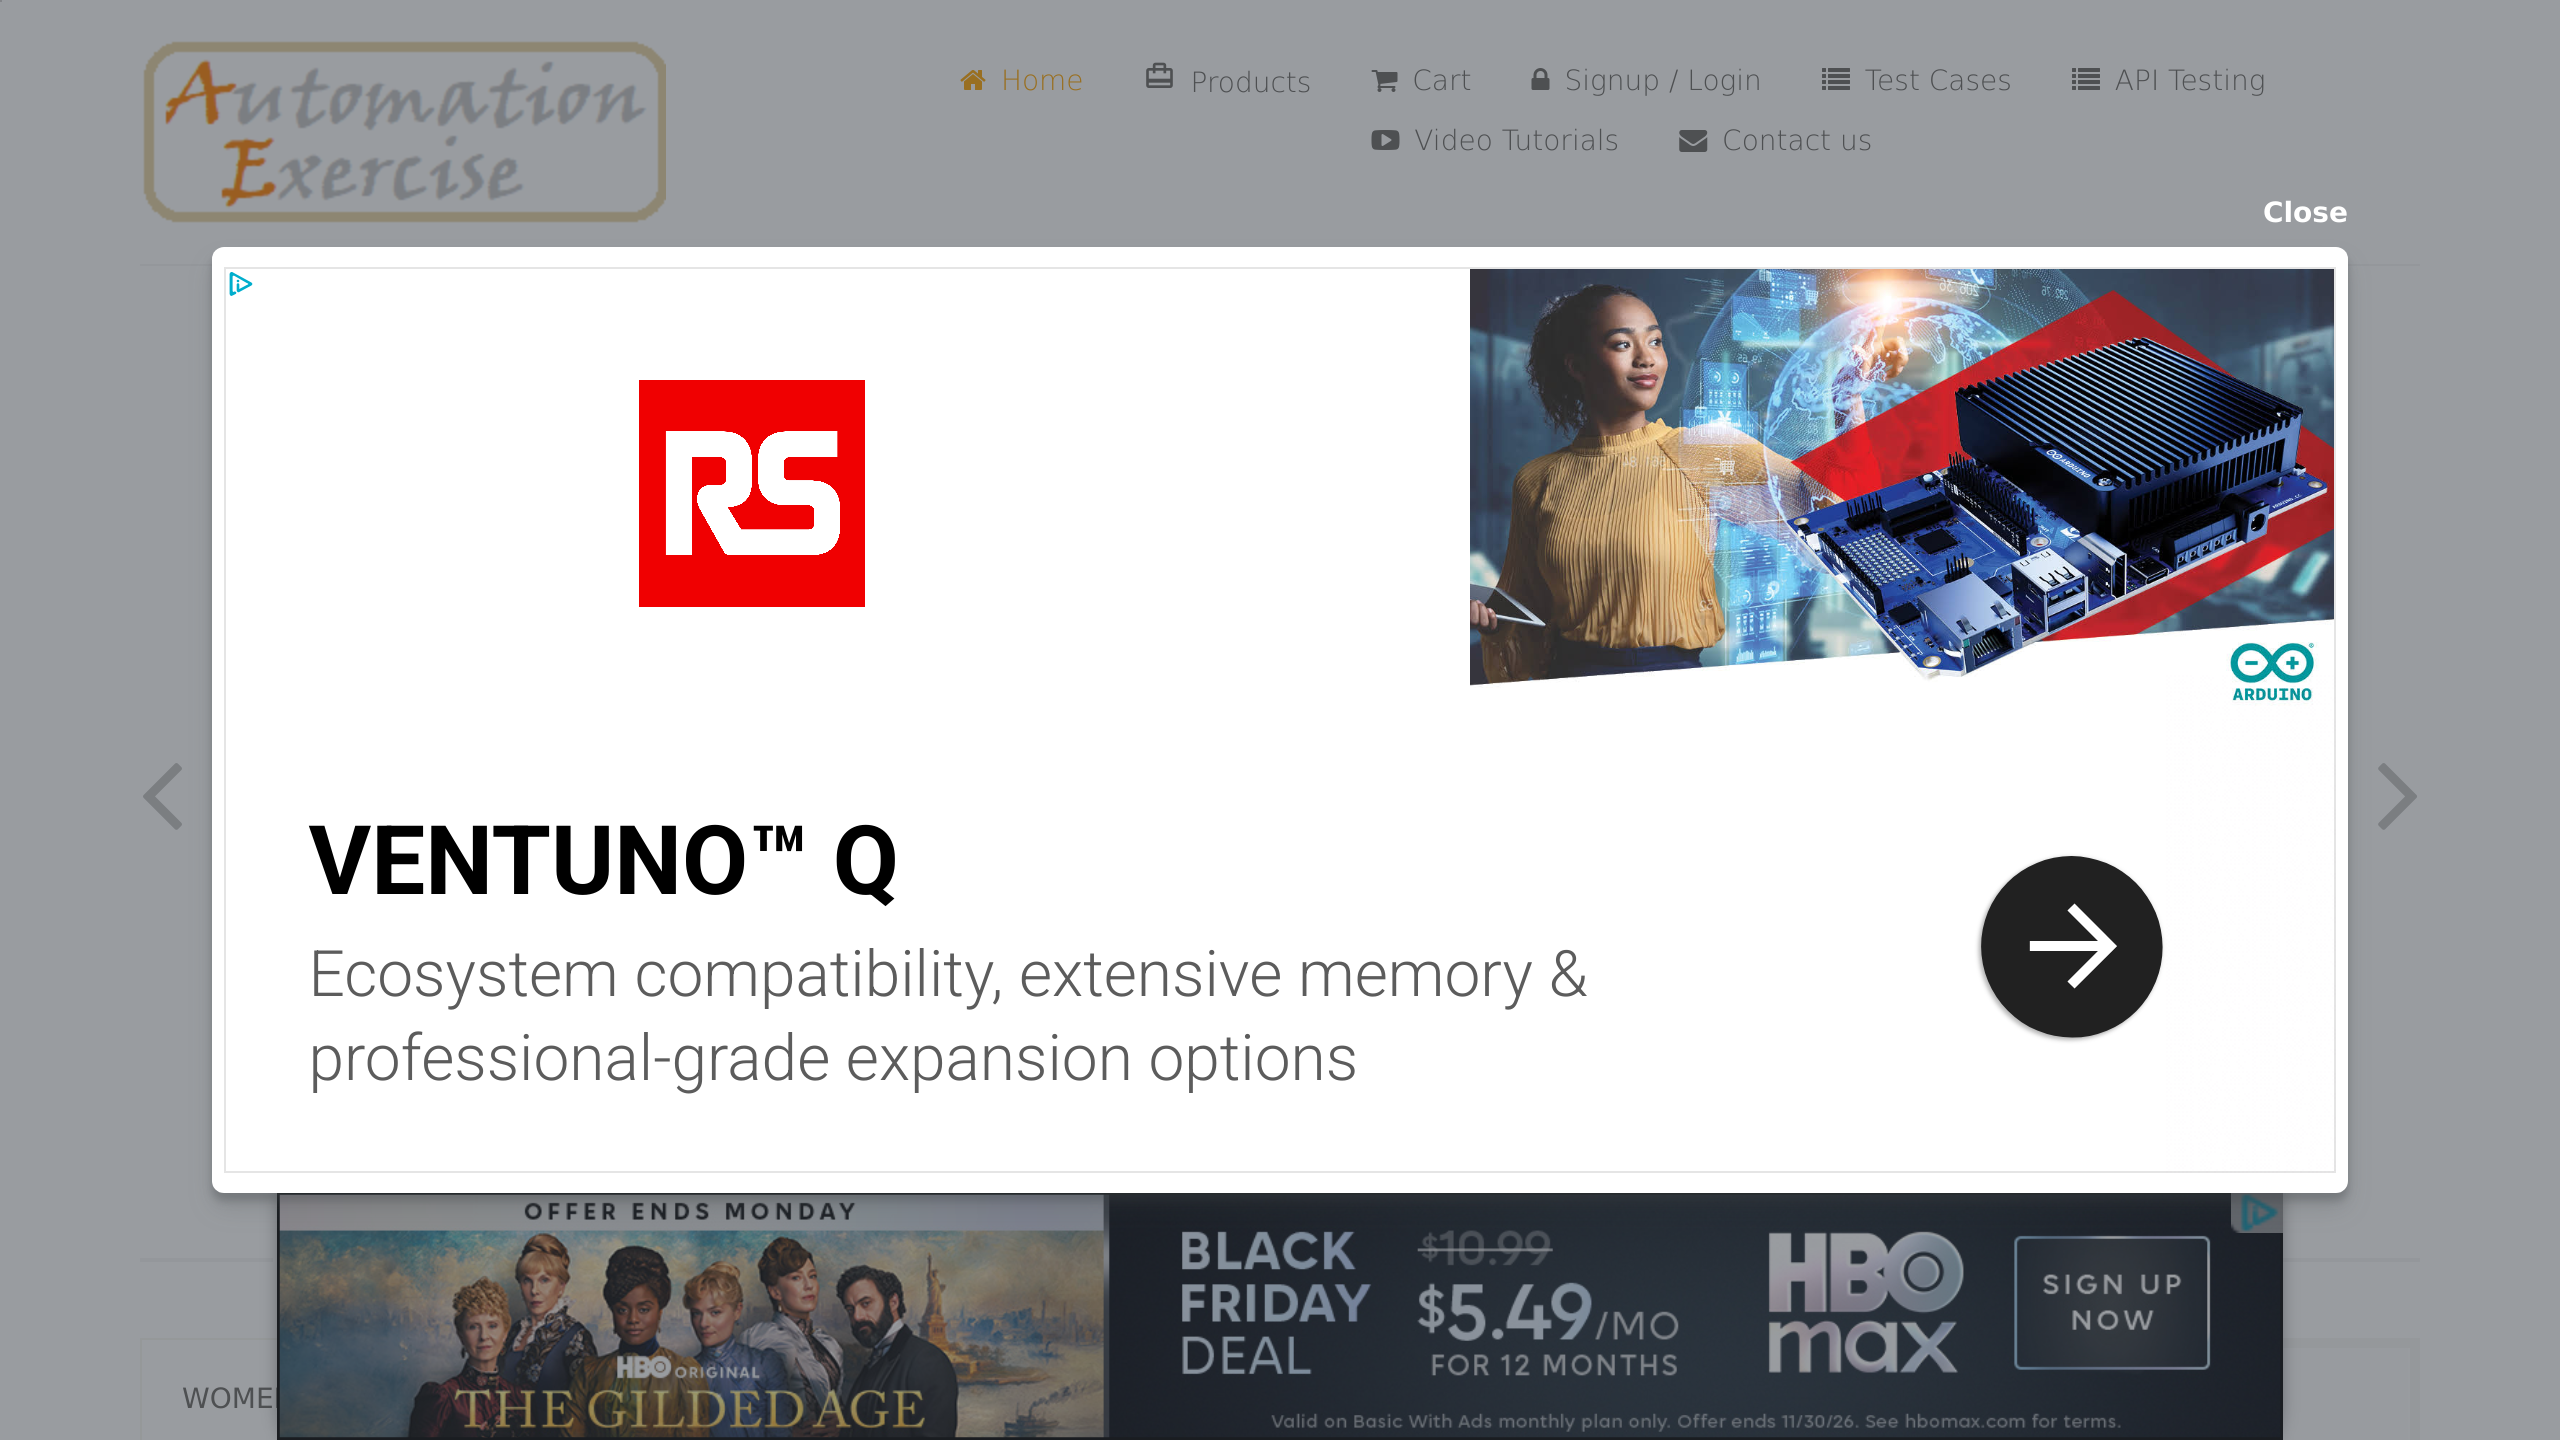 Automation
Exercise
Home
Products
Cart
Signup / Login
Test Cases
API Testing
Video Tutorials
Contact us
Close
RS
ARDUINO
VENTUNO™ Q
Ecosystem compatibility, extensive memory &
professional-grade expansion options
OFFER ENDS MONDAY
HBO ORIGINAL
THE GILDED AGE
BLACK
FRIDAY
DEAL
$10.99
$5.49/MO
FOR 12 MONTHS
HBO
max
SIGN UP
NOW
Valid on Basic With Ads monthly plan only. Offer ends 11/30/26. See hbomax.com for terms.